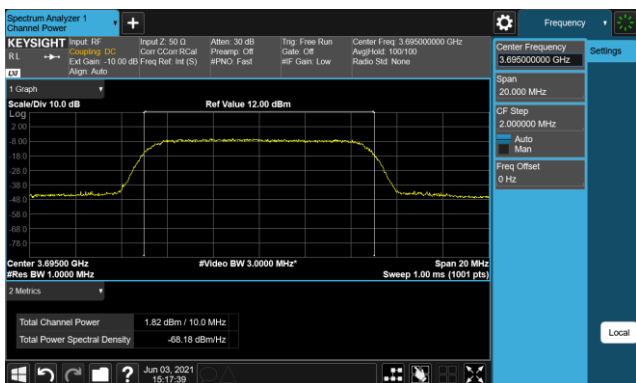 Spectrum Analyzer 1
Channel Power
Frequency
KEYSIGHT
RL
Input: RF
Coupling: DC
Ext Gain: -10.00 dB
Align: Auto
Input Z: 50 Ω
Corr CCorr RCal
Freq Ref: Int (S)
Atten: 30 dB
Preamp: Off
#PNO: Fast
Trig: Free Run
Gate: Off
#IF Gain: Low
Center Freq: 3.695000000 GHz
Avg|Hold: 100/100
Radio Std: None
LXI
1 Graph
Scale/Div 10.0 dB
Ref Value 12.00 dBm
Log
2.00
-8.00
-18.0
-28.0
-38.0
-48.0
-58.0
-68.0
-78.0
Center 3.69500 GHz
#Video BW 3.0000 MHz*
Span 20 MHz
#Res BW 1.0000 MHz
Sweep 1.00 ms (1001 pts)
2 Metrics
Total Channel Power 1.82 dBm / 10.0 MHz
Total Power Spectral Density -68.18 dBm/Hz
?
Jun 03, 2021
15:17:39
Center Frequency
3.695000000 GHz
Settings
Span
20.000 MHz
CF Step
2.000000 MHz
Auto
Man
Freq Offset
0 Hz
Local